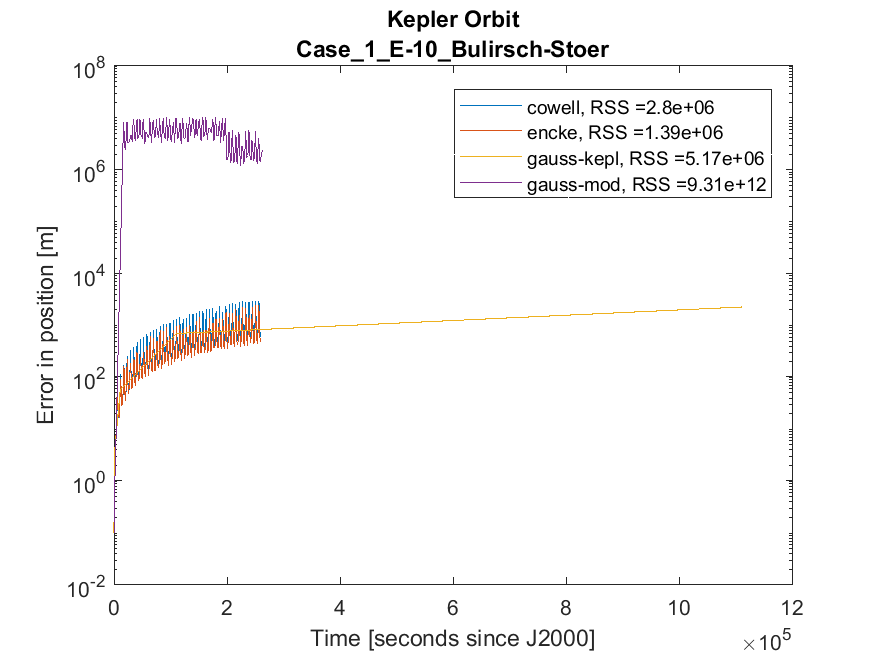 Kepler Orbit
Case_1_E-10_Bulirsch-Stoer
10^8
10^6
10^4
10^2
10^0
10^-2
Error in position [m]
cowell, RSS =2.8e+06
encke, RSS =1.39e+06
gauss-kepl, RSS =5.17e+06
gauss-mod, RSS =9.31e+12
0 2 4 6 8 10 12
×10^5
Time [seconds since J2000]